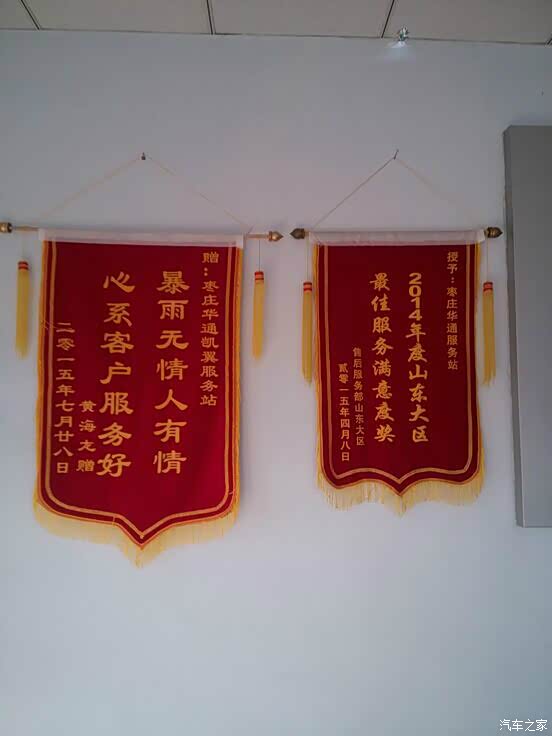 赠：枣庄华通凯翼服务站
暴雨无情人有情
心系客户服务好
黄海龙赠
二零一五年七月廿八日
授予：枣庄华通服务站
2014年度山东大区
最佳服务满意度奖
售后服务部山东大区
贰零一五年四月八日
汽车之家